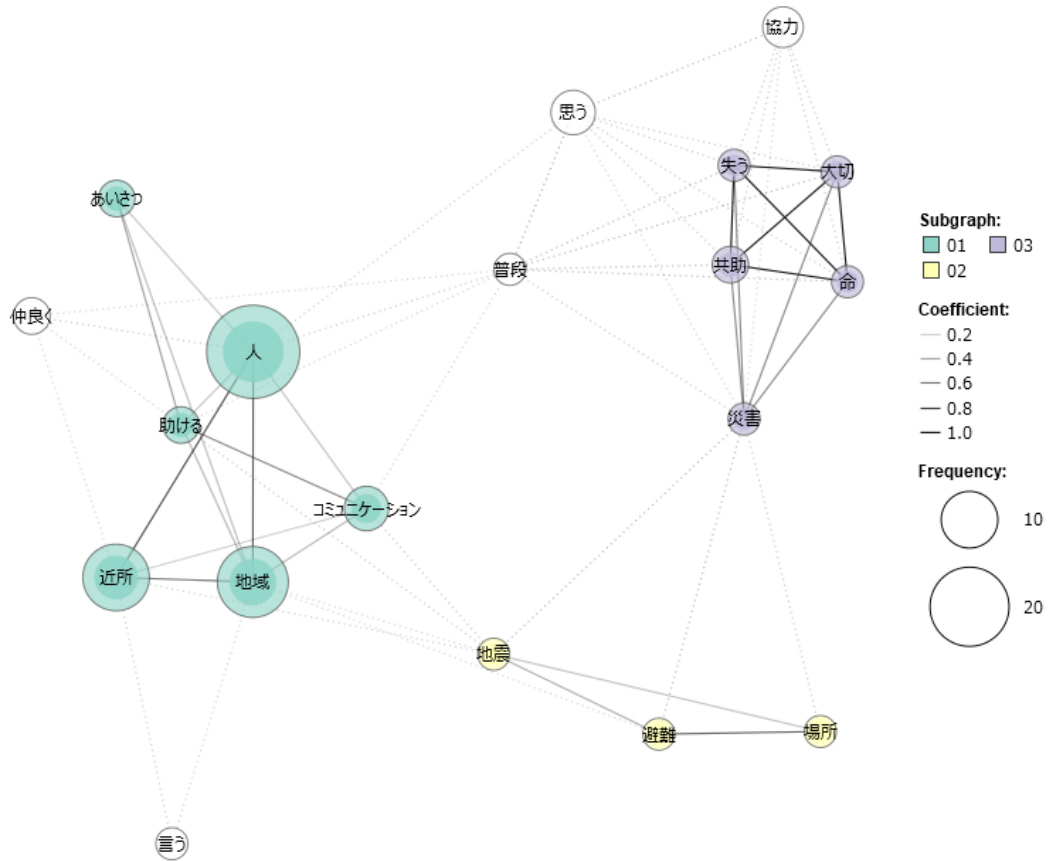 協力
思う
失う
大切
あいさつ
共助
普段
命
仲良く
人
助ける
災害
コミュニケーション
近所
地域
地震
避難
場所
言う
Subgraph:
01 03
02
Coefficient:
0.2
0.4
0.6
0.8
1.0
Frequency:
10
20